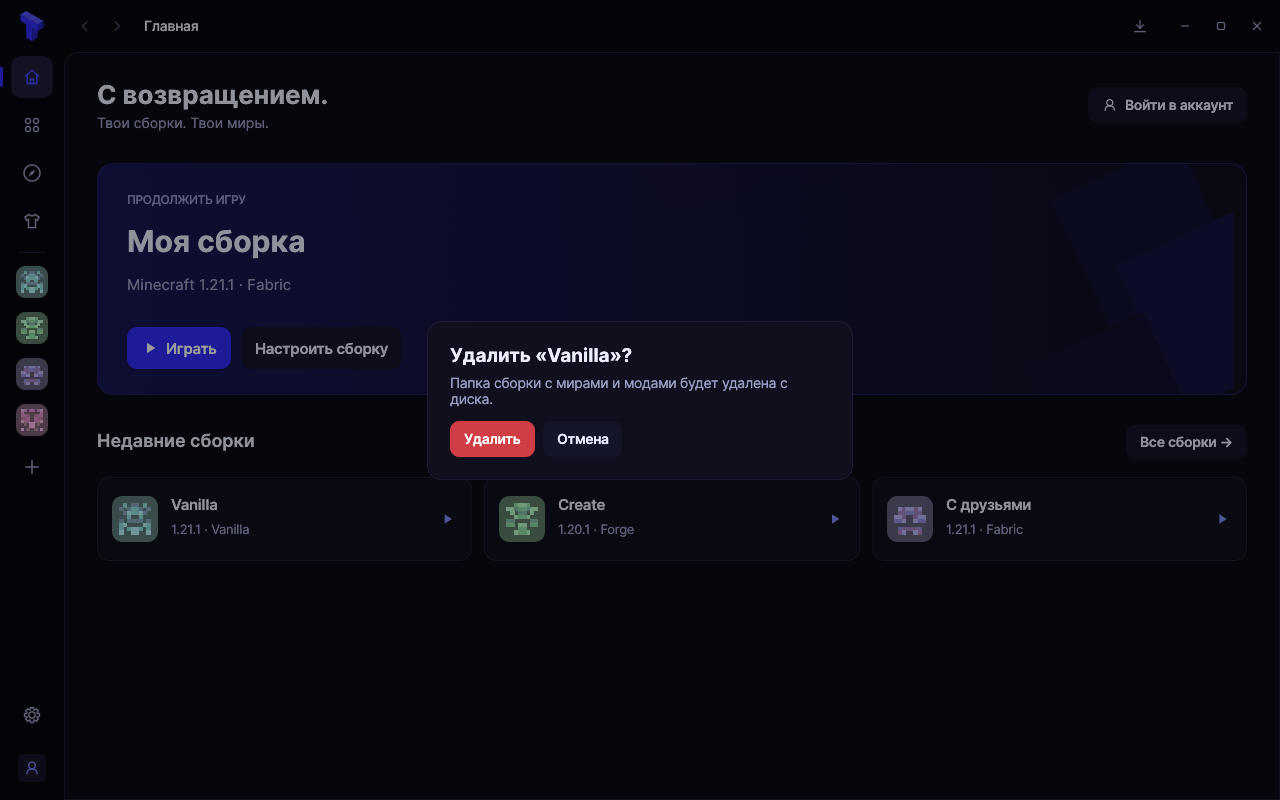 Главная
С возвращением.
Твои сборки. Твои миры.
Войти в аккаунт
ПРОДОЛЖИТЬ ИГРУ
Моя сборка
Minecraft 1.21.1 · Fabric
Играть
Настроить сборку
Удалить «Vanilla»?
Папка сборки с мирами и модами будет удалена с
диска.
Удалить
Отмена
Недавние сборки
Все сборки →
Vanilla
1.21.1 · Vanilla
Create
1.20.1 · Forge
С друзьями
1.21.1 · Fabric